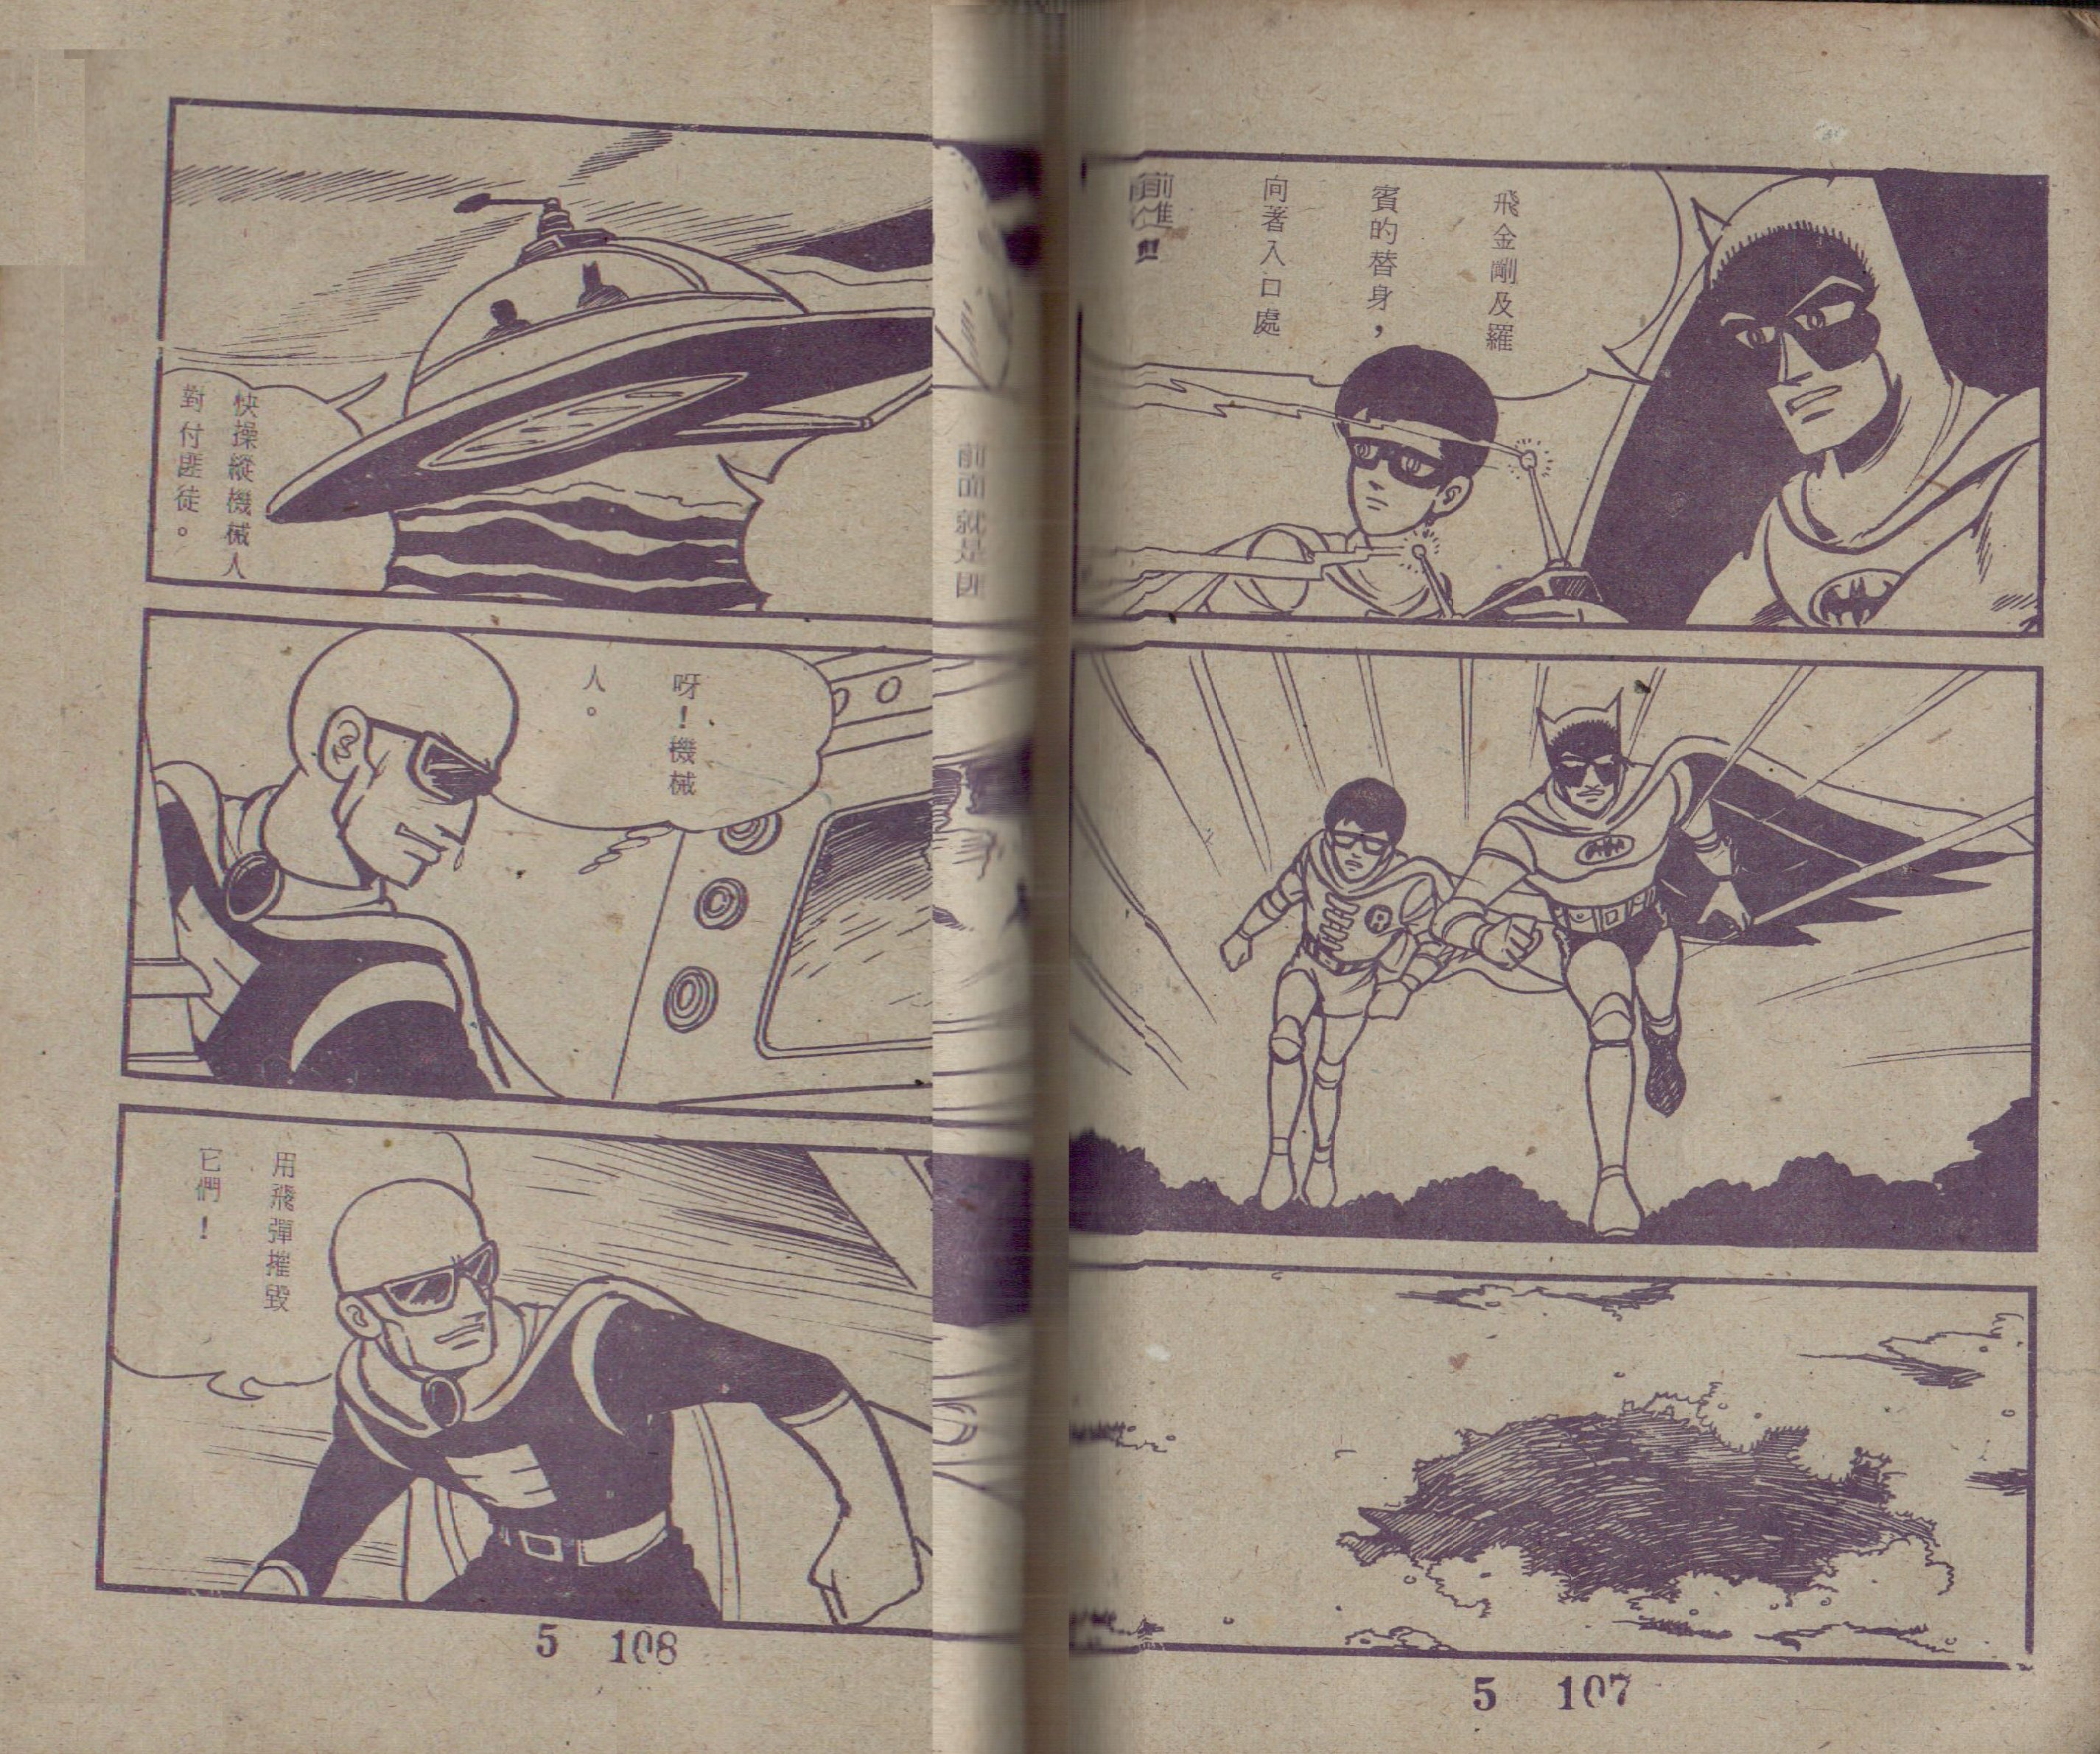 飛金剛及羅
賓的替身，
向著入口處
前進!!
5 107
前面就是匪
快操縱機械人
對付匪徒。
呀！機械
人。
用飛彈摧毀
它們！
5 108